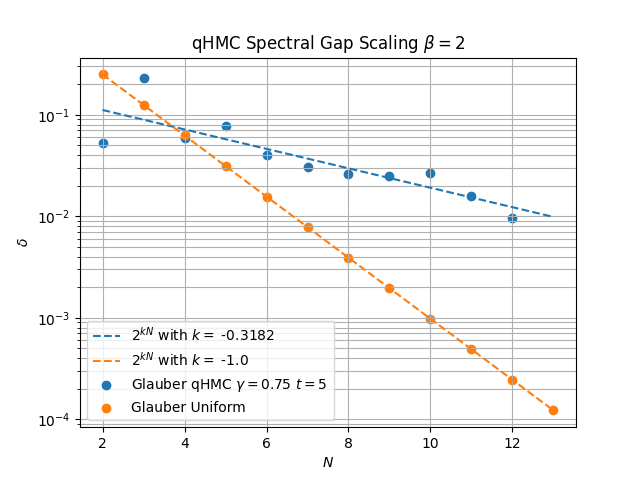 qHMC Spectral Gap Scaling β = 2
10⁻¹
10⁻²
10⁻³
10⁻⁴
δ
2^{kN} with k = -0.3182
2^{kN} with k = -1.0
Glauber qHMC γ = 0.75 t = 5
Glauber Uniform
2 4 6 8 10 12
N